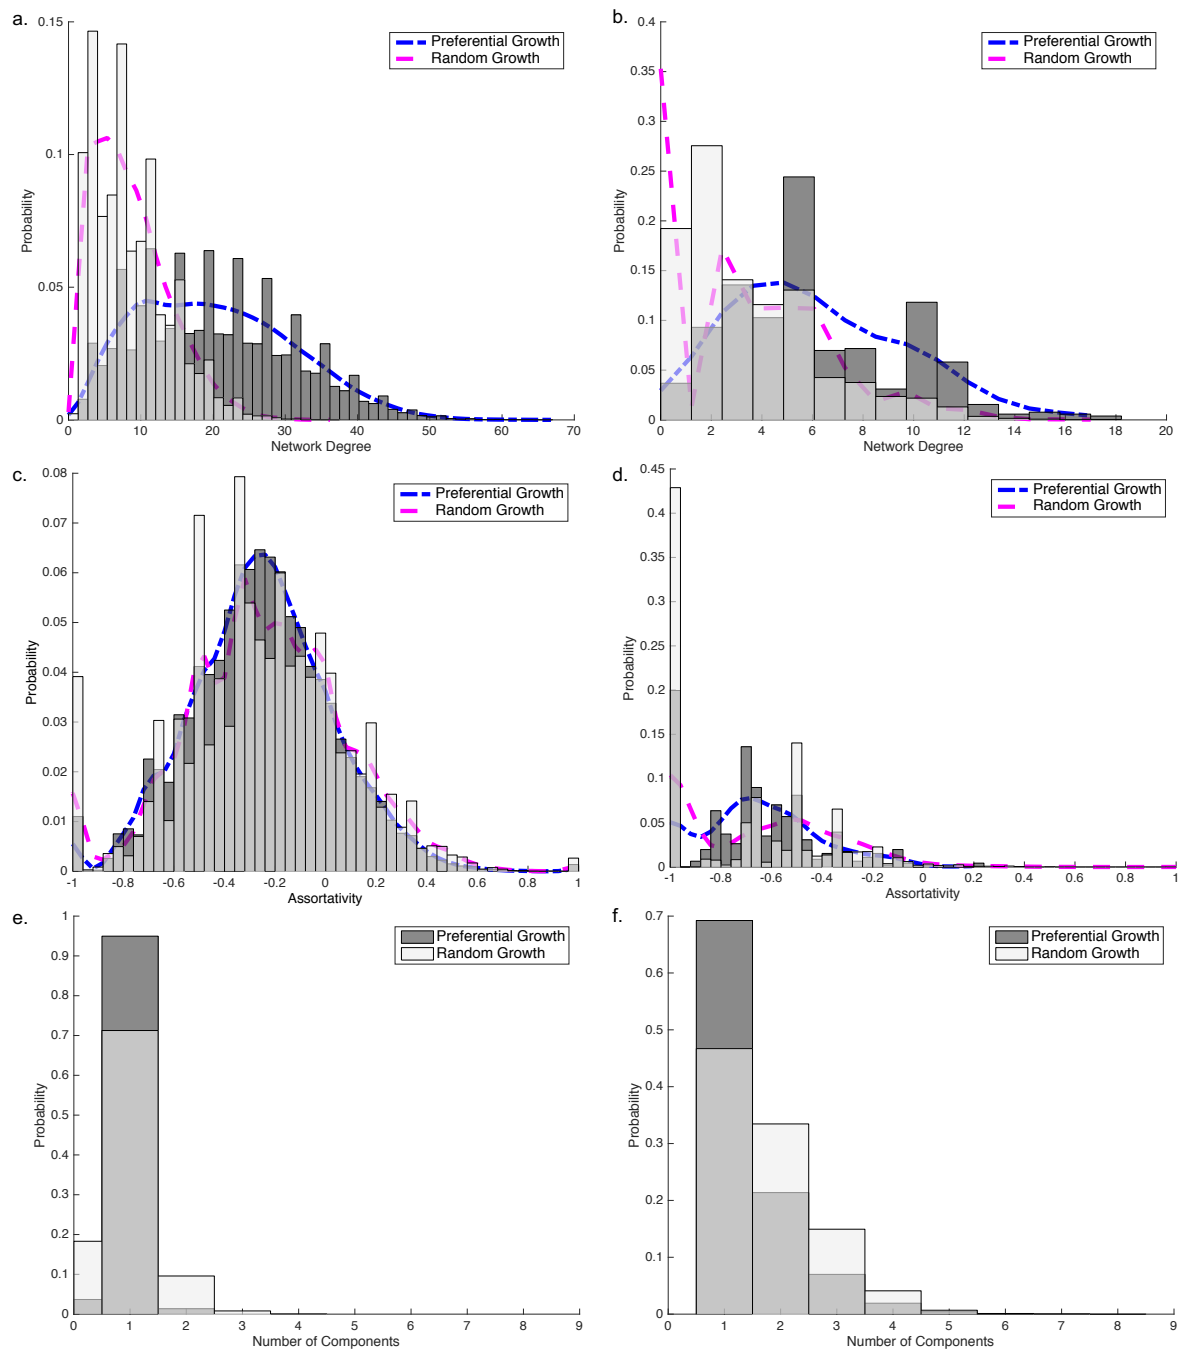 a.
0.15
0.1
0.05
0
Probability
0 10 20 30 40 50 60 70
Network Degree
Preferential Growth
Random Growth
b.
0.4
0.35
0.3
0.25
0.2
0.15
0.1
0.05
0
Probability
0 2 4 6 8 10 12 14 16 18 20
Network Degree
Preferential Growth
Random Growth
c.
0.08
0.07
0.06
0.05
0.04
0.03
0.02
0.01
0
Probability
-1 -0.8 -0.6 -0.4 -0.2 0 0.2 0.4 0.6 0.8 1
Assortativity
Preferential Growth
Random Growth
d.
0.45
0.4
0.35
0.3
0.25
0.2
0.15
0.1
0.05
0
Probability
-1 -0.8 -0.6 -0.4 -0.2 0 0.2 0.4 0.6 0.8 1
Assortativity
Preferential Growth
Random Growth
e.
1
0.9
0.8
0.7
0.6
0.5
0.4
0.3
0.2
0.1
0
Probability
0 1 2 3 4 5 6 7 8 9
Number of Components
Preferential Growth
Random Growth
f.
0.7
0.6
0.5
0.4
0.3
0.2
0.1
0
Probability
0 1 2 3 4 5 6 7 8 9
Number of Components
Preferential Growth
Random Growth